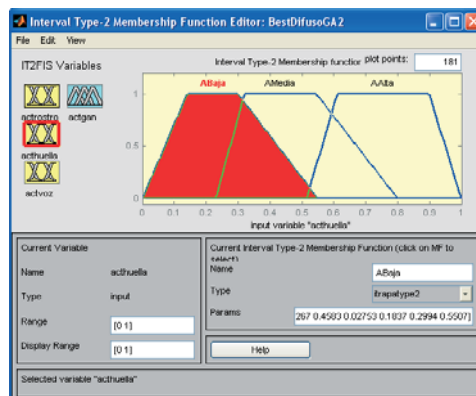 Interval Type-2 Membership Function Editor: BestDifusoGA2
File Edit View
IT2FIS Variables
Interval Type-2 Membership function plot points: 181
ABaja AMedia AAlta
actrostro actgan
acthuella
actvoz
1
0.5
0
0 0.1 0.2 0.3 0.4 0.5 0.6 0.7 0.8 0.9 1
input variable "acthuella"
Current Variable
Name acthuella
Type input
Range [0 1]
Display Range [0 1]
Current Interval Type-2 Membership Function (click on MF to
select)
Name ABaja
Type itrapatype2
Params 267 0.4583 0.02753 0.1837 0.2994 0.5507]
Help
Selected variable "acthuella"